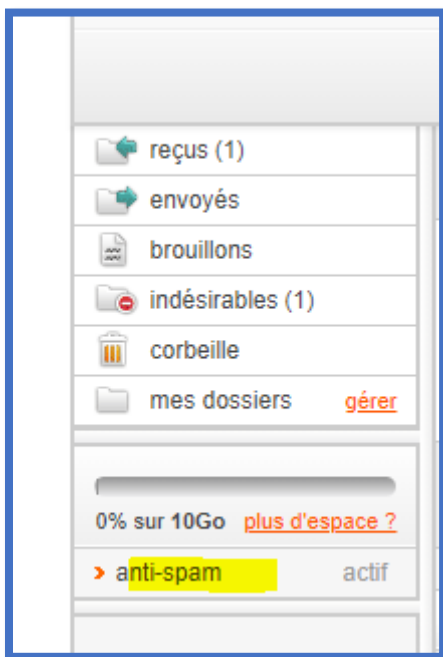 reçus (1)
envoyés
brouillons
indésirables (1)
corbeille
mes dossiers gérer
0% sur 10Go plus d'espace ?
anti-spam actif